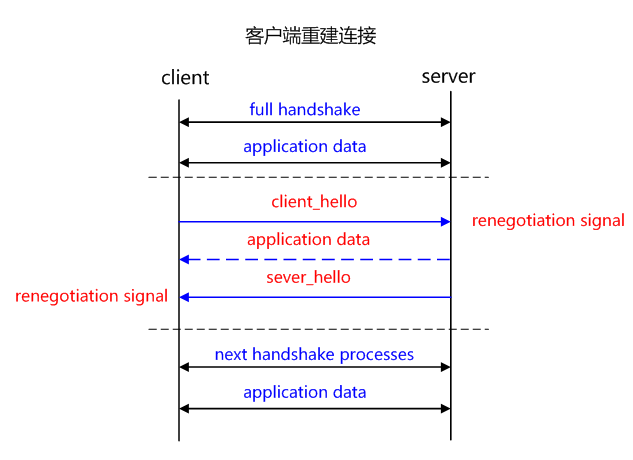 客户端重建连接
client
server
full handshake
application data
client_hello
renegotiation signal
application data
sever_hello
renegotiation signal
next handshake processes
application data